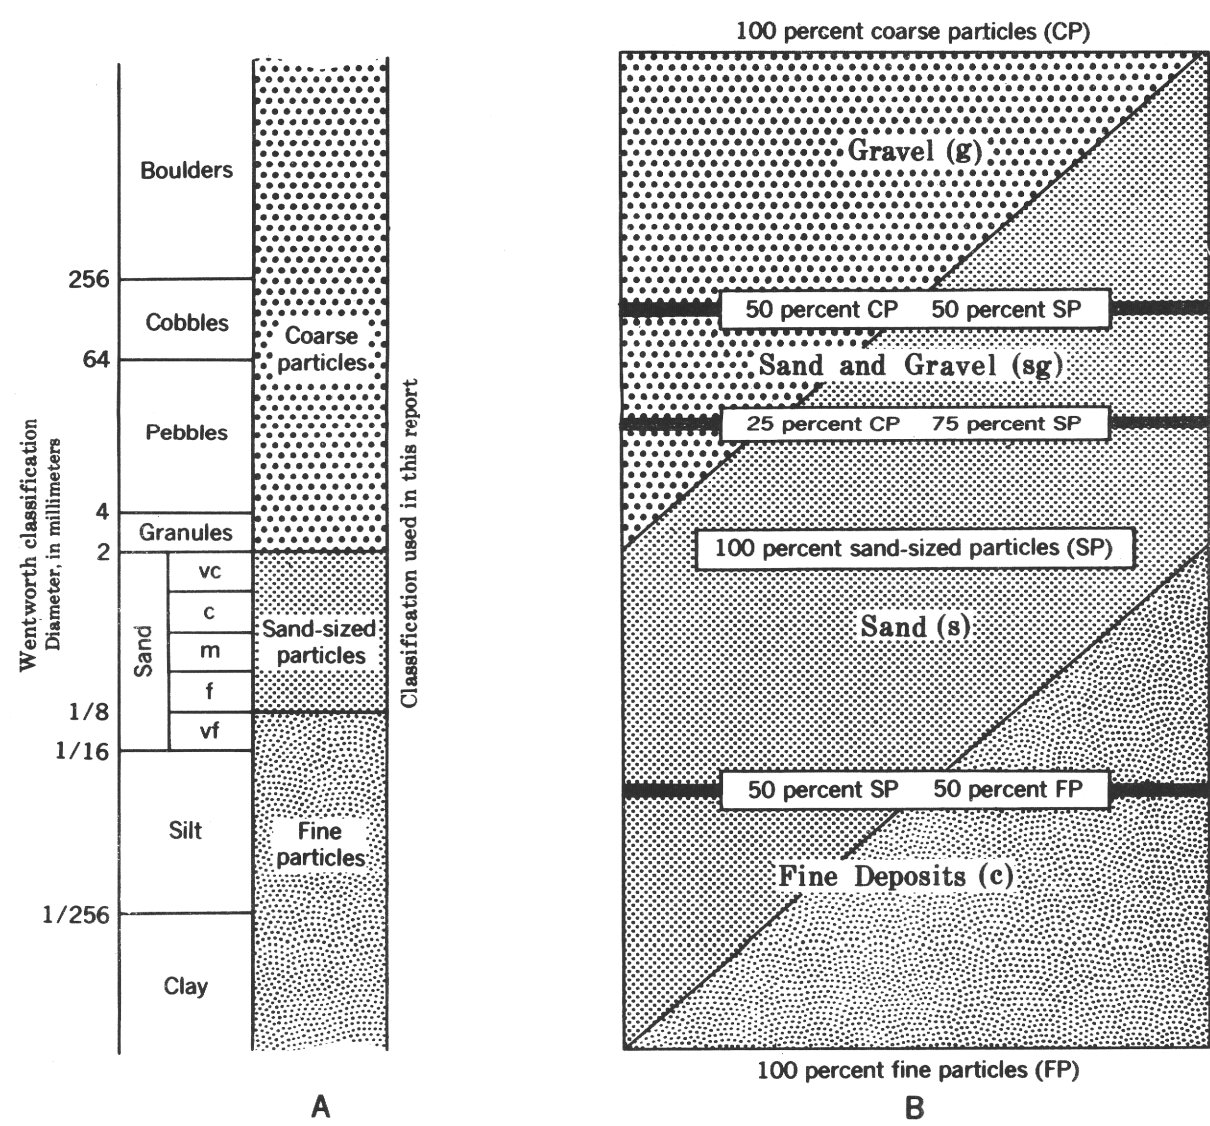 Wentworth classification
Diameter, in millimeters
Boulders
256
Cobbles
64
Pebbles
4
Granules
2
Sand
vc
c
m
f
1/8
vf
1/16
Silt
1/256
Clay
Coarse
particles
Sand-sized
particles
Fine
particles
Classification used in this report
A
100 percent coarse particles (CP)
Gravel (g)
50 percent CP 50 percent SP
Sand and Gravel (sg)
25 percent CP 75 percent SP
100 percent sand-sized particles (SP)
Sand (s)
50 percent SP 50 percent FP
Fine Deposits (c)
100 percent fine particles (FP)
B